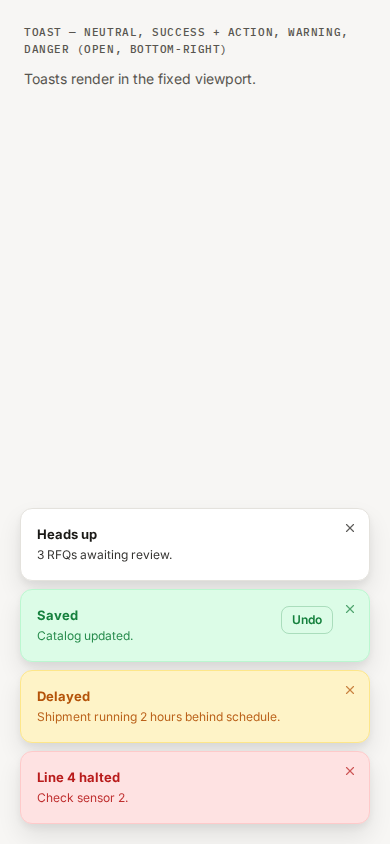 TOAST — NEUTRAL, SUCCESS + ACTION, WARNING,
DANGER (OPEN, BOTTOM-RIGHT)
Toasts render in the fixed viewport.
Heads up
3 RFQs awaiting review.
Saved
Catalog updated.
Undo
Delayed
Shipment running 2 hours behind schedule.
Line 4 halted
Check sensor 2.